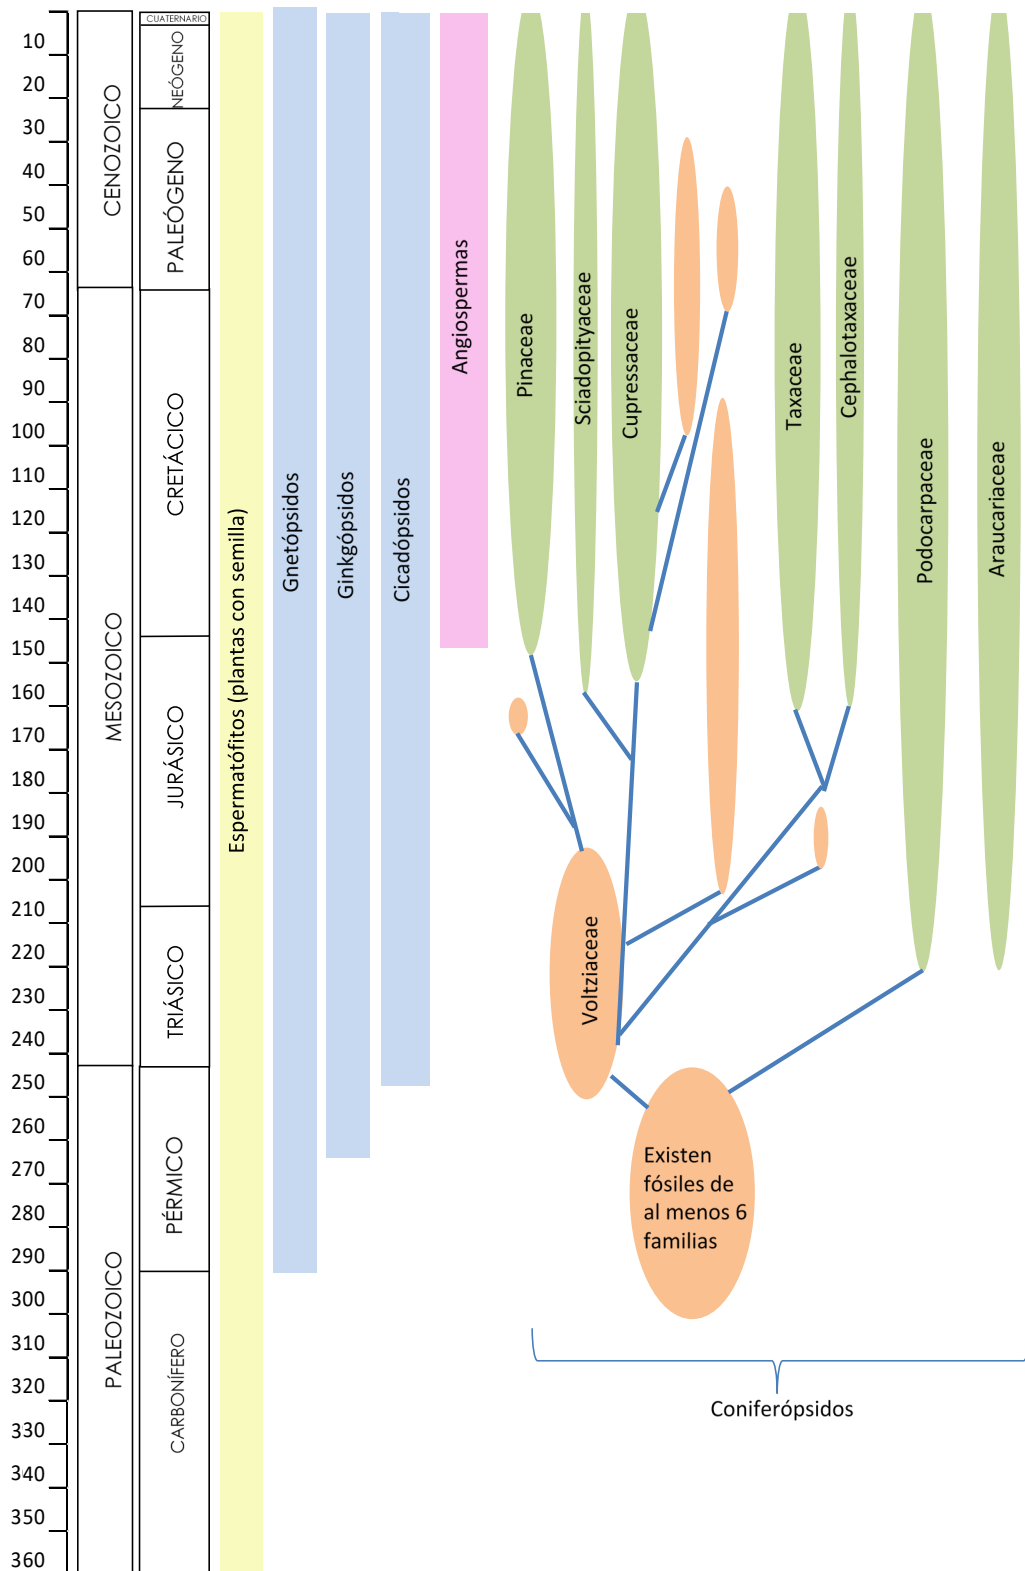 10
20
30
40
50
60
70
80
90
100
110
120
130
140
150
160
170
180
190
200
210
220
230
240
250
260
270
280
290
300
310
320
330
340
350
360
CENOZOICO
MESOZOICO
PALEOZOICO
CUATERNARIO
NEÓGENO
PALEÓGENO
CRETÁCICO
JURÁSICO
TRIÁSICO
PÉRMICO
CARBONÍFERO
Espermatófitos (plantas con semilla)
Gnetópsidos
Ginkgópsidos
Cicadópsidos
Angiospermas
Pinaceae
Sciadopityaceae
Cupressaceae
Taxaceae
Cephalotaxaceae
Podocarpaceae
Araucariaceae
Voltziaceae
Existen
fósiles de
al menos 6
familias
Coniferópsidos